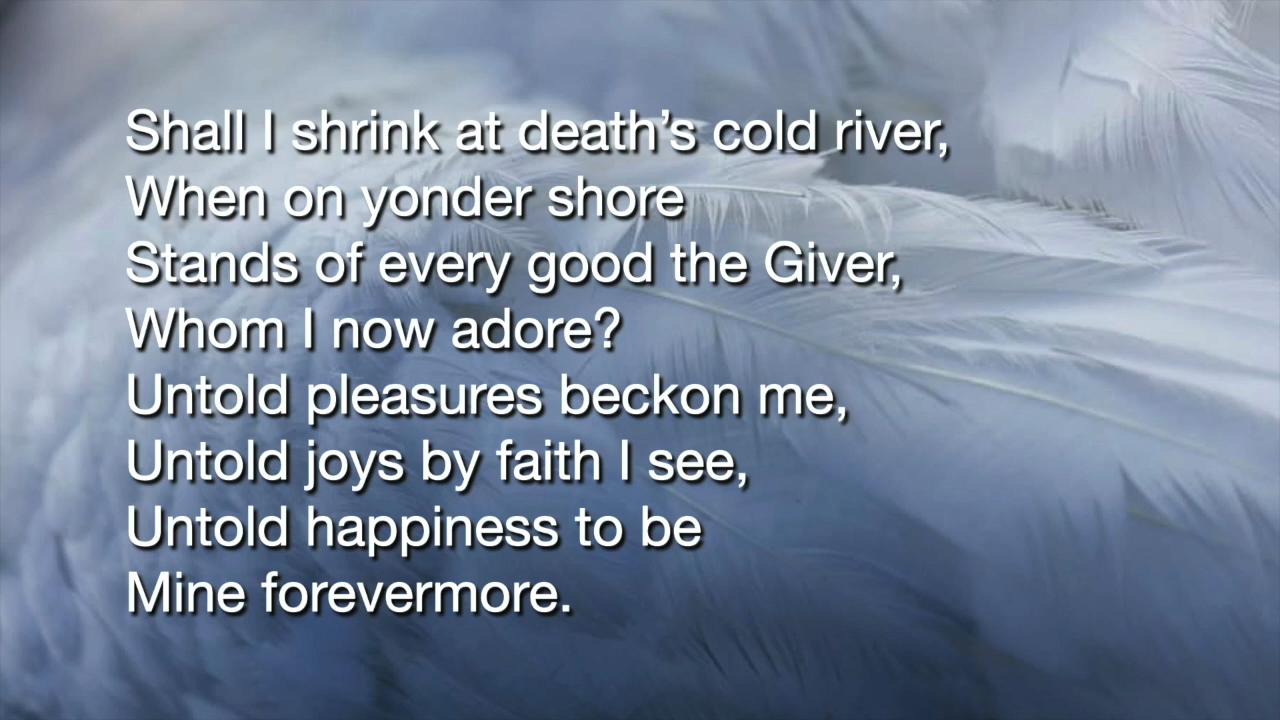 Shall I shrink at death’s cold river,
When on yonder shore
Stands of every good the Giver,
Whom I now adore?
Untold pleasures beckon me,
Untold joys by faith I see,
Untold happiness to be
Mine forevermore.